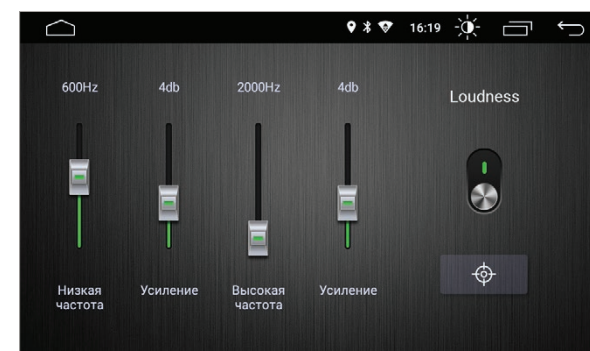 16:19
600Hz 4db 2000Hz 4db
Loudness
Низкая
частота
Усиление
Высокая
частота
Усиление